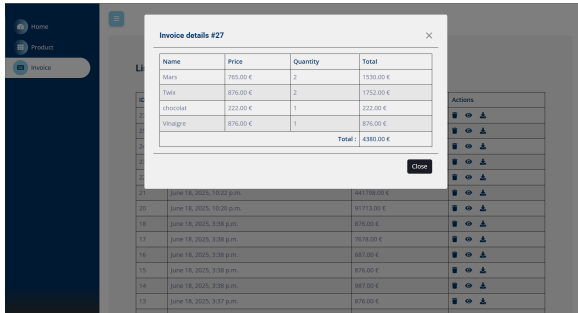 Home
Product
Invoice
Invoice details #27
Name Price Quantity Total
Mars 765.00 € 2 1530.00 €
Twix 876.00 € 2 1752.00 €
chocolat 222.00 € 1 222.00 €
Vinaigre 876.00 € 1 876.00 €
Total : 4380.00 €
Close
Actions
21 June 18, 2025, 10:22 p.m. 441798.00 €
20 June 18, 2025, 10:20 p.m. 91713.00 €
18 June 18, 2025, 3:38 p.m. 876.00 €
17 June 18, 2025, 3:38 p.m. 7678.00 €
16 June 18, 2025, 3:38 p.m. 687.00 €
15 June 18, 2025, 3:38 p.m. 876.00 €
14 June 18, 2025, 3:38 p.m. 987.00 €
13 June 18, 2025, 3:37 p.m. 876.00 €